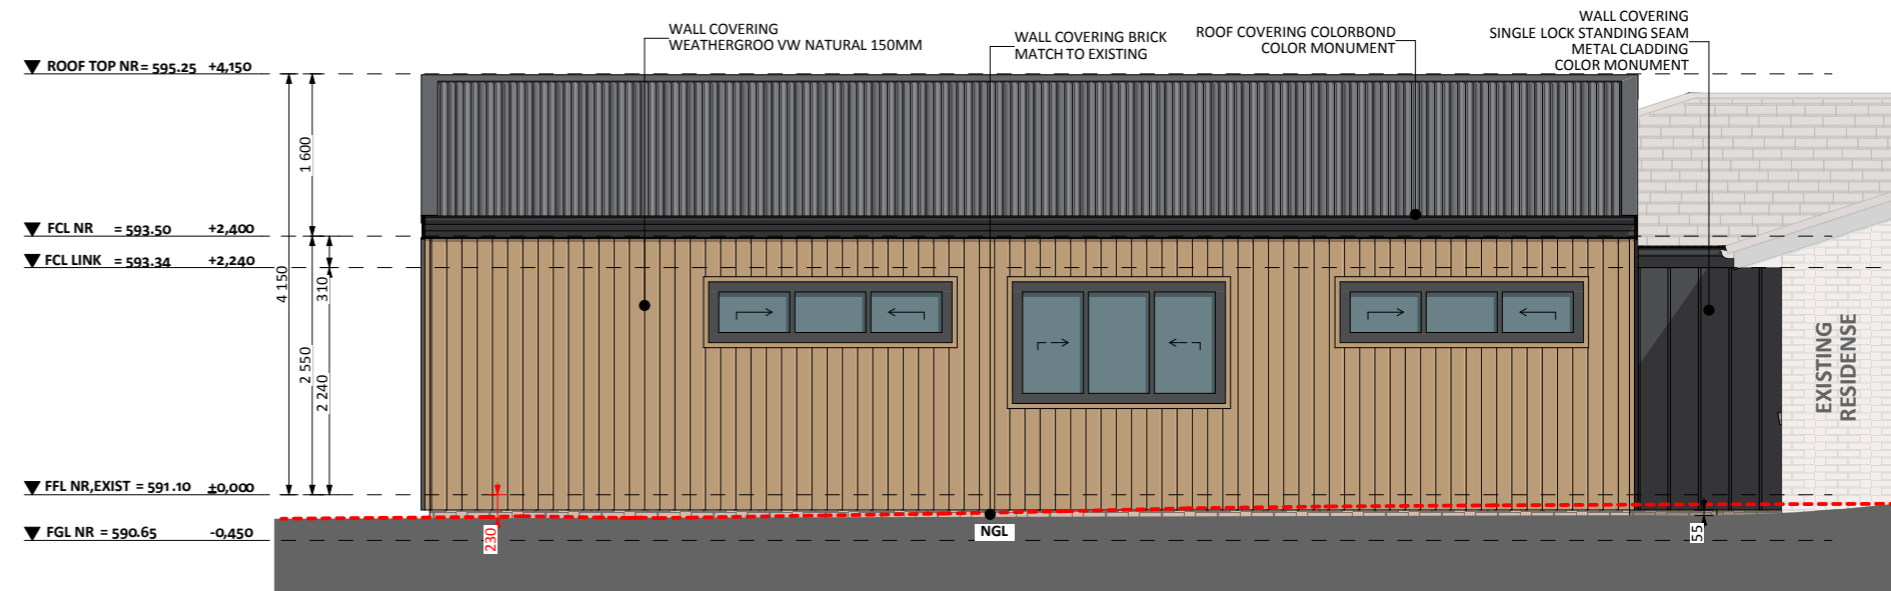 WALL COVERING
WEATHERGROO VW NATURAL 150MM
WALL COVERING BRICK
MATCH TO EXISTING
ROOF COVERING COLORBOND
COLOR MONUMENT
WALL COVERING
SINGLE LOCK STANDING SEAM
METAL CLADDING
COLOR MONUMENT
ROOF TOP NR = 595.25 +4,150
FCL NR = 593.50 +2,400
FCL LINK = 593.34 +2,240
FFL NR,EXIST = 591.10 ±0,000
FGL NR = 590.65 -0,450
4 150
1 600
2 550
310
2 240
230
NGL
55
EXISTING
RESIDENSE